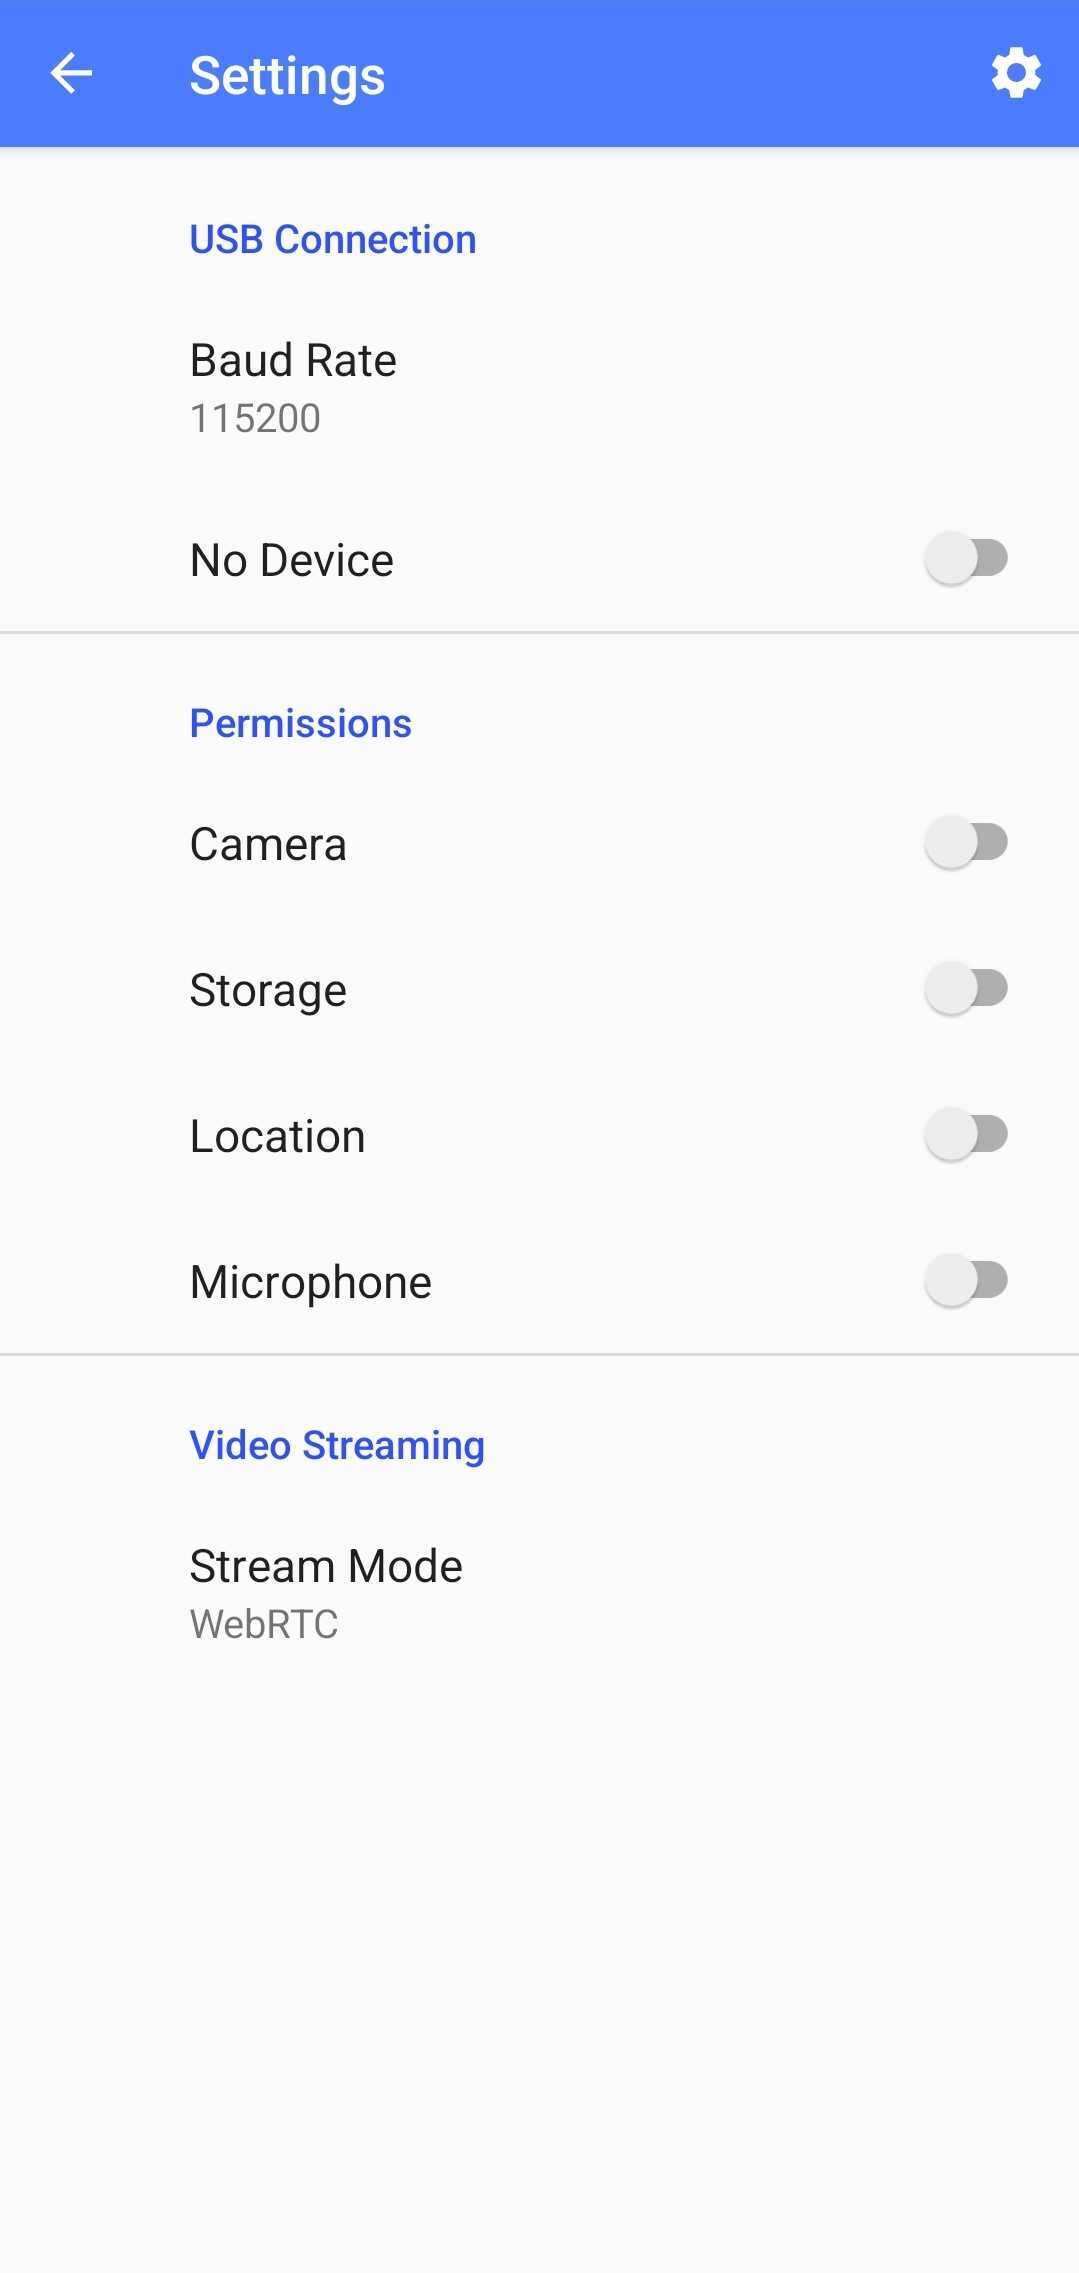 Settings
USB Connection
Baud Rate
115200
No Device
Permissions
Camera
Storage
Location
Microphone
Video Streaming
Stream Mode
WebRTC